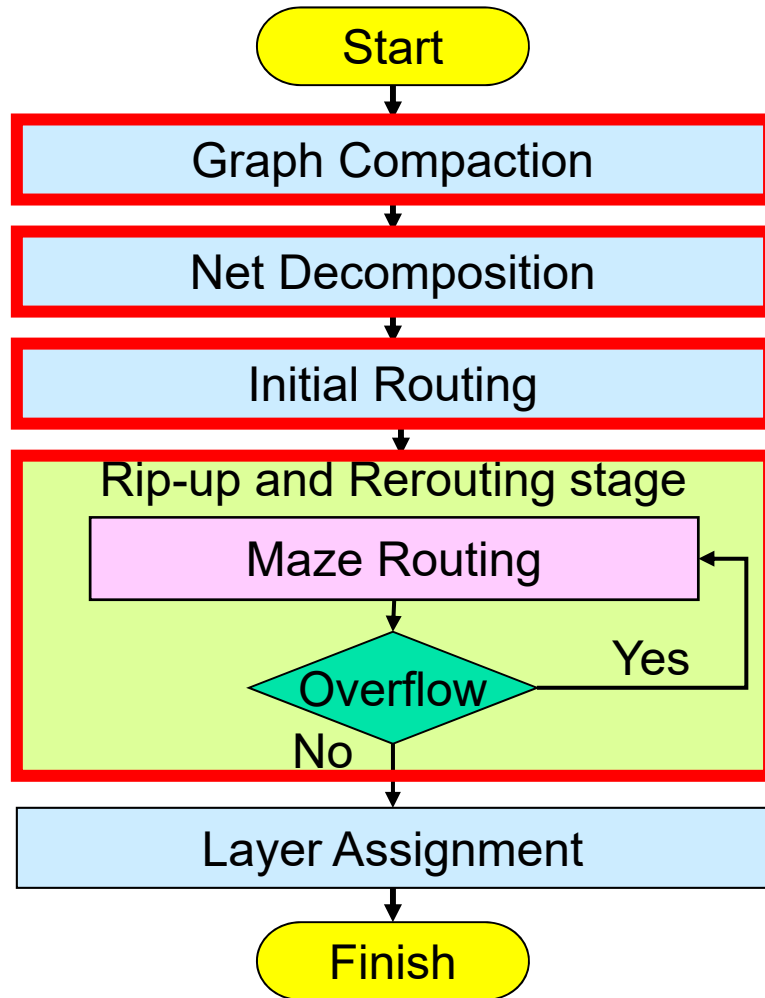 Start
Graph Compaction
Net Decomposition
Initial Routing
Rip-up and Rerouting stage
Maze Routing
Yes
Overflow
No
Layer Assignment
Finish